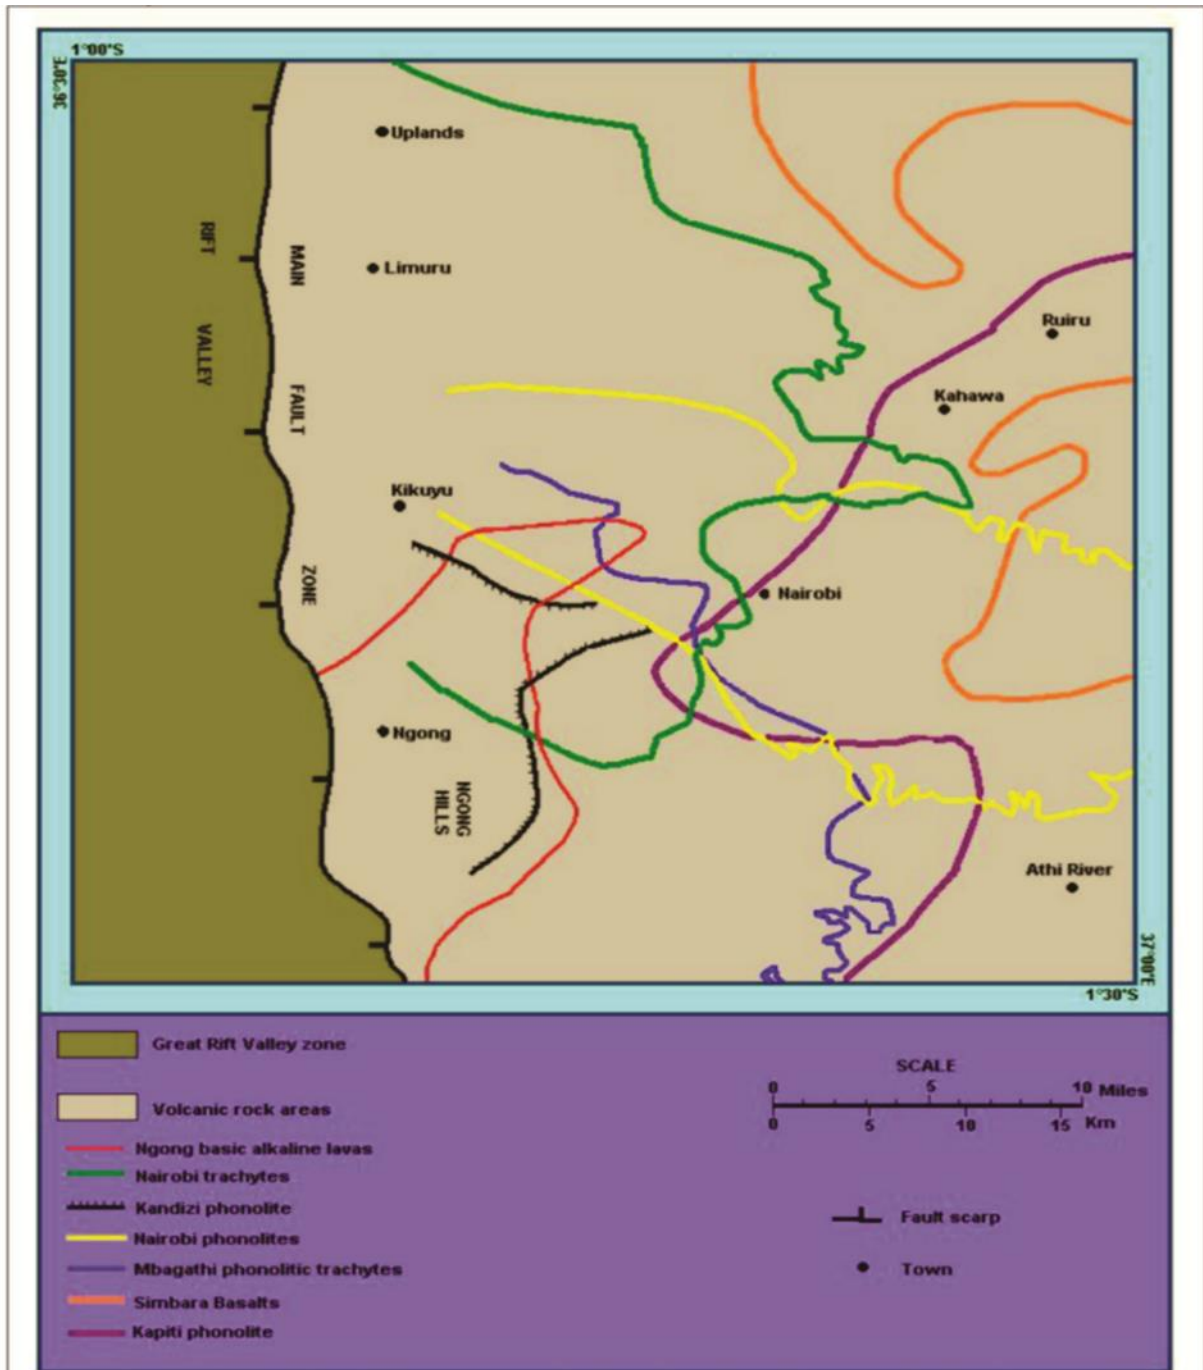 1°00'S
36°30'E
Uplands
RIFT
MAIN
Limuru
VALLEY
Ruiru
FAULT
Kahawa
Kikuyu
ZONE
Nairobi
Ngong
NGONG
HILLS
Athi River
37°00'E
1°30'S
Great Rift Valley zone
SCALE
0 5 10 Miles
Volcanic rock areas
0 5 10 15 Km
Ngong basic alkaline lavas
Nairobi trachytes
Kandizi phonolite
Fault scarp
Nairobi phonolites
Mbagathi phonolitic trachytes
Town
Simbara Basalts
Kapiti phonolite